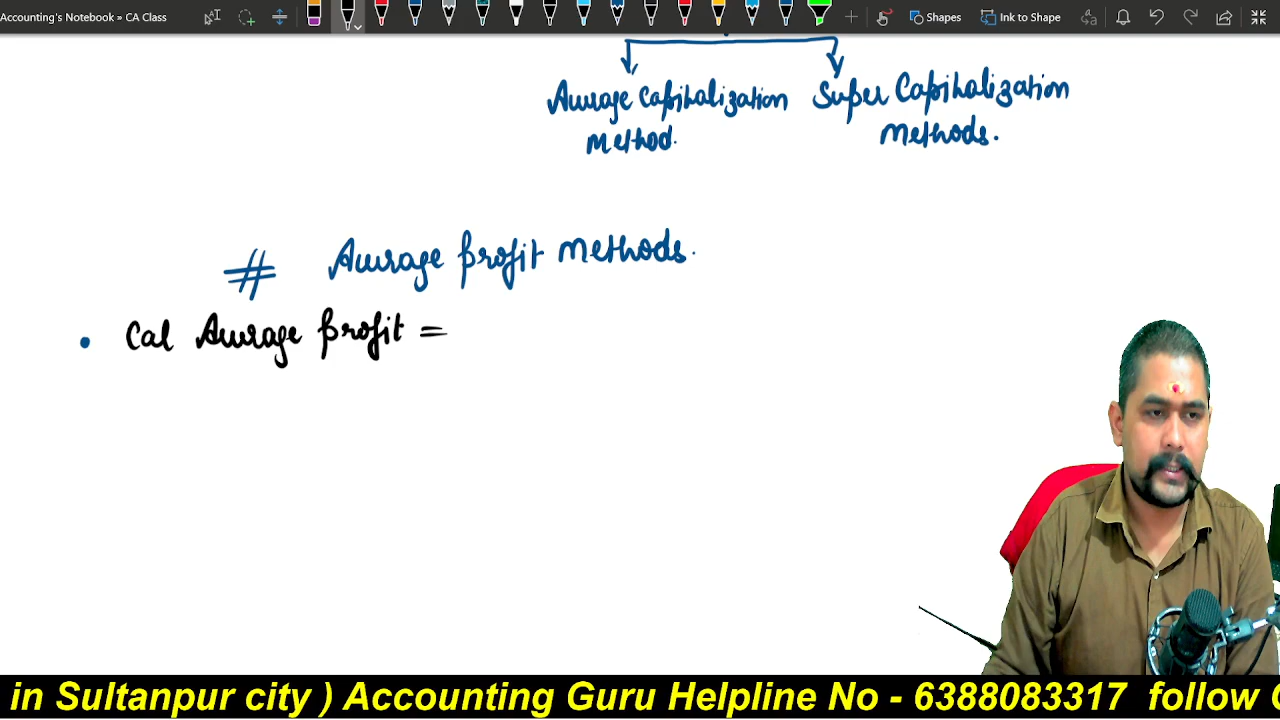 Accounting's Notebook » CA Class
Shapes
Ink to Shape
Average Capitalization
Method.
Super Capitalization
Methods.
# Average profit Methods.
• Cal Average profit =
in Sultanpur city ) Accounting Guru Helpline No - 6388083317 follow